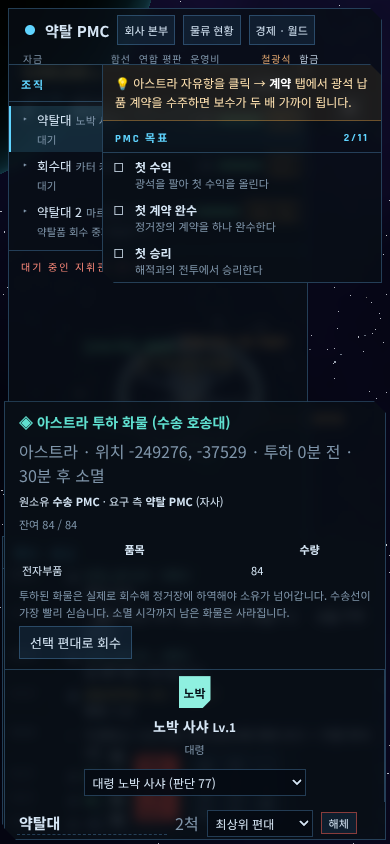 약탈 PMC
회사 본부
물류 현황
경제 · 월드
자금
함선
연합 평판
운영비
철광석
합금
조직
💡 아스트라 자유항을 클릭 → 계약 탭에서 광석 납
품 계약을 수주하면 보수가 두 배 가까이 됩니다.
PMC 목표
2/11
약탈대 노박
대기
회수대 카터
대기
약탈대 2
약탈품 회수 중
대기 중인 지휘관
첫 수익
광석을 팔아 첫 수익을 올린다
첫 계약 완수
정거장의 계약을 하나 완수한다
첫 승리
해적과의 전투에서 승리한다
◈ 아스트라 투하 화물 (수송 호송대)
아스트라 · 위치 -249276, -37529 · 투하 0분 전 ·
30분 후 소멸
원소유 수송 PMC · 요구 측 약탈 PMC (자사)
잔여 84 / 84
품목
수량
전자부품
84
투하된 화물은 실제로 회수해 정거장에 하역해야 소유가 넘어갑니다. 수송선이
가장 빨리 싣습니다. 소멸 시각까지 남은 화물은 사라집니다.
선택 편대로 회수
노박
노박 사샤 Lv.1
대령
대령 노박 사샤 (판단 77)
약탈대
2척
최상위 편대
해체